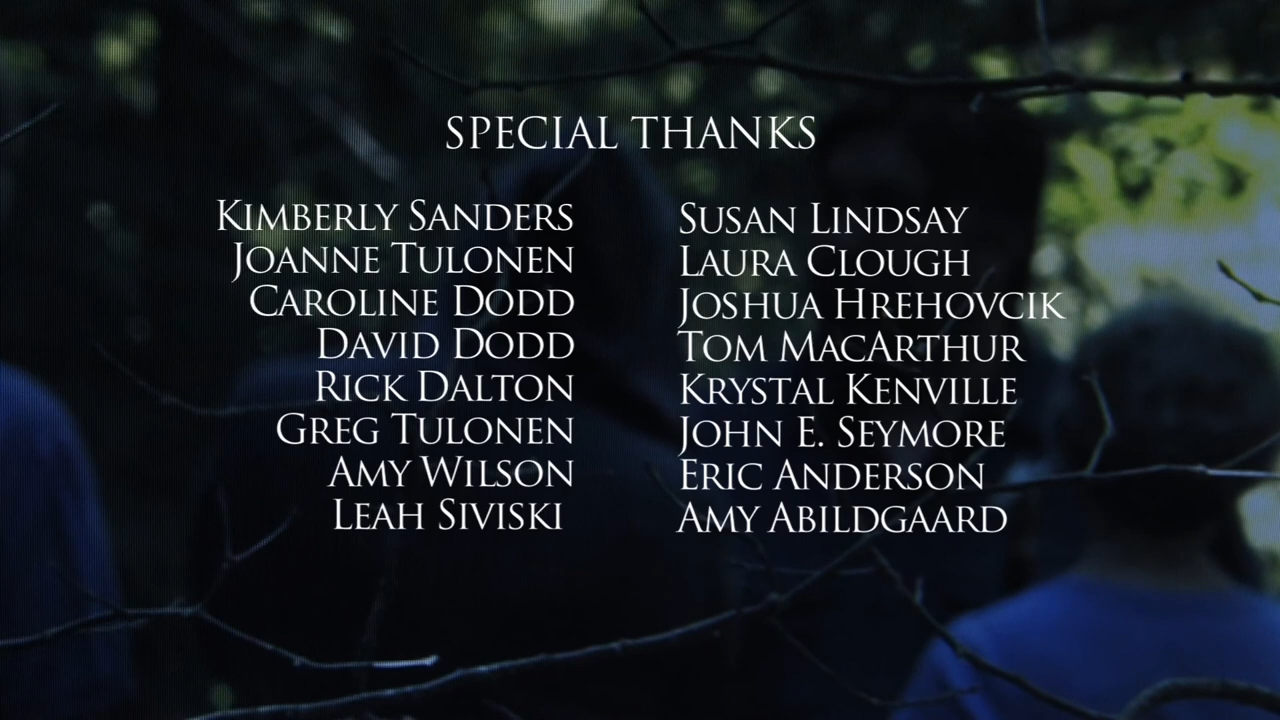 SPECIAL THANKS
KIMBERLY SANDERS
JOANNE TULONEN
CAROLINE DODD
DAVID DODD
RICK DALTON
GREG TULONEN
AMY WILSON
LEAH SIVISKI
SUSAN LINDSAY
LAURA CLOUGH
JOSHUA HREHOVCIK
TOM MACARTHUR
KRYSTAL KENVILLE
JOHN E. SEYMORE
ERIC ANDERSON
AMY ABILDGAARD